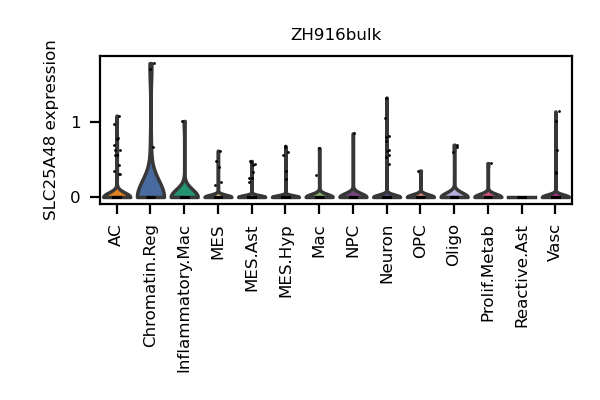 ZH916bulk
SLC25A48 expression
1
0
AC
Chromatin.Reg
Inflammatory.Mac
MES
MES.Ast
MES.Hyp
Mac
NPC
Neuron
OPC
Oligo
Prolif.Metab
Reactive.Ast
Vasc